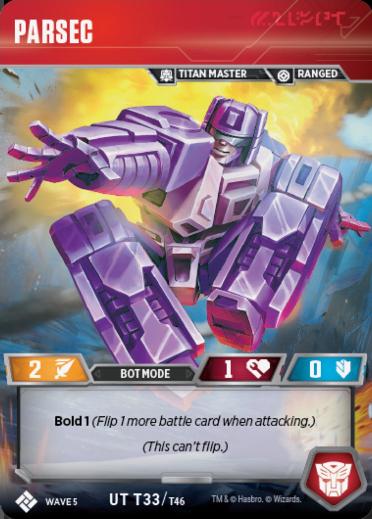 PARSEC
TITAN MASTER RANGED
2 BOT MODE 1 0
Bold 1 (Flip 1 more battle card when attacking.)
(This can't flip.)
WAVE 5 UT T33/T46 TM & © Hasbro. © Wizards.